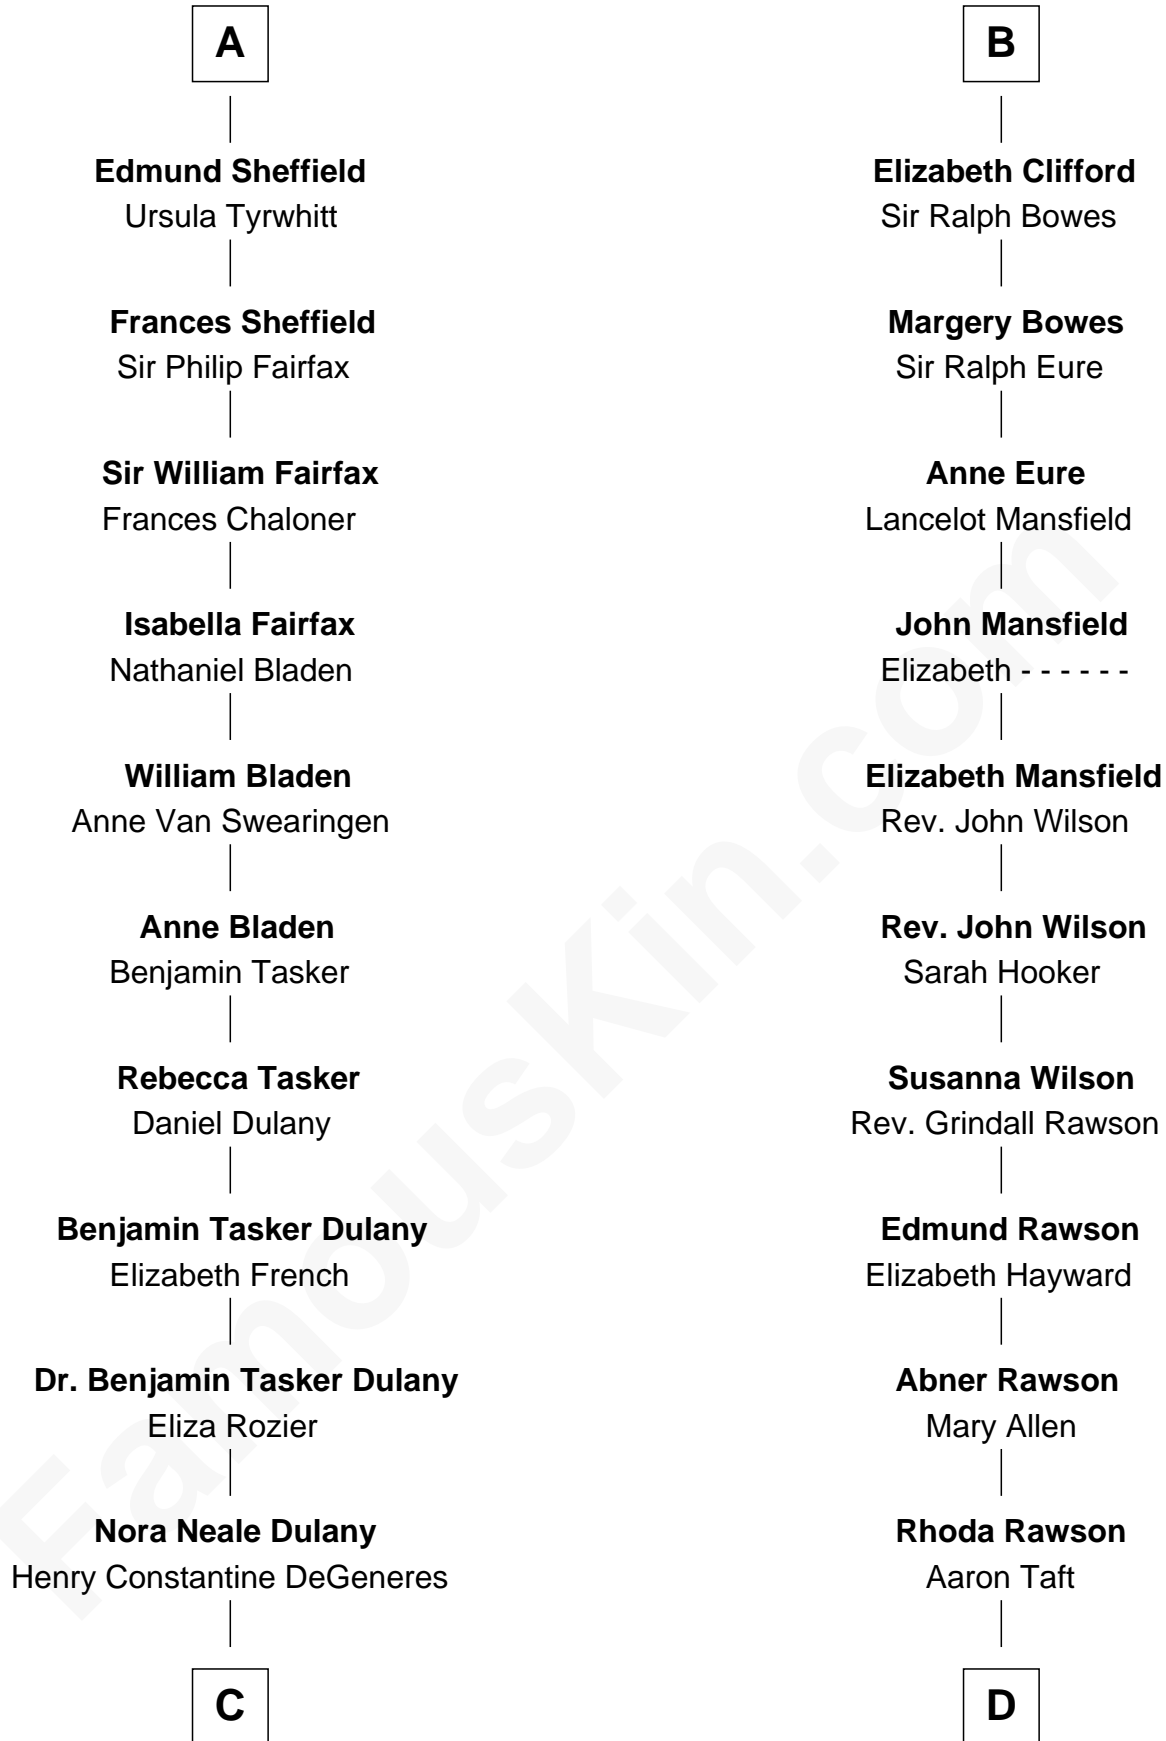 A
Edmund Sheffield
Ursula Tyrwhitt
Frances Sheffield
Sir Philip Fairfax
Sir William Fairfax
Frances Chaloner
Isabella Fairfax
Nathaniel Bladen
William Bladen
Anne Van Swearingen
Anne Bladen
Benjamin Tasker
Rebecca Tasker
Daniel Dulany
Benjamin Tasker Dulany
Elizabeth French
Dr. Benjamin Tasker Dulany
Eliza Rozier
Nora Neale Dulany
Henry Constantine DeGeneres
C
B
Elizabeth Clifford
Sir Ralph Bowes
Margery Bowes
Sir Ralph Eure
Anne Eure
Lancelot Mansfield
John Mansfield
Elizabeth - - - - - -
Elizabeth Mansfield
Rev. John Wilson
Rev. John Wilson
Sarah Hooker
Susanna Wilson
Rev. Grindall Rawson
Edmund Rawson
Elizabeth Hayward
Abner Rawson
Mary Allen
Rhoda Rawson
Aaron Taft
D
FamousKin.com